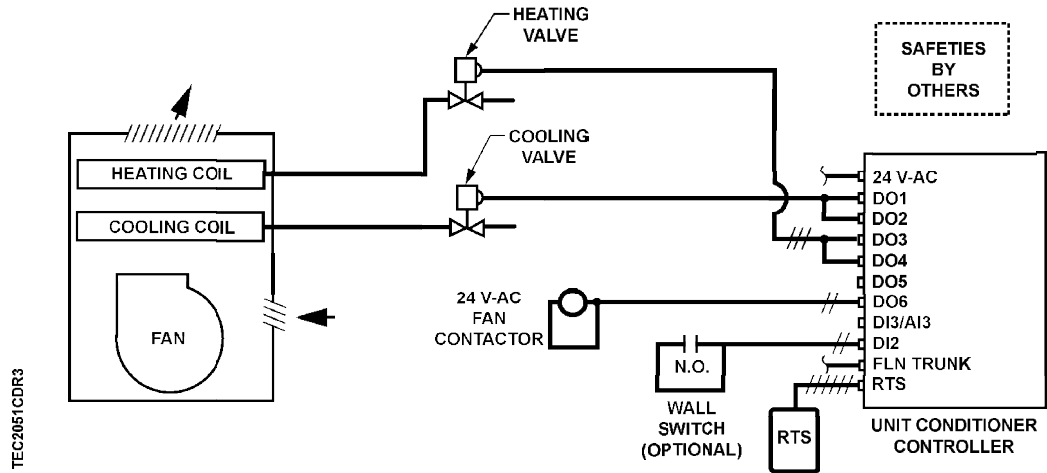 HEATING
VALVE
SAFETIES
BY
OTHERS
COOLING
VALVE
HEATING COIL
COOLING COIL
FAN
24 V-AC
FAN
CONTACTOR
N.O.
WALL
SWITCH
(OPTIONAL)
RTS
24 V-AC
DO1
DO2
DO3
DO4
DO5
DO6
DI3/AI3
DI2
FLN TRUNK
RTS
UNIT CONDITIONER
CONTROLLER
TEC2051CDR3